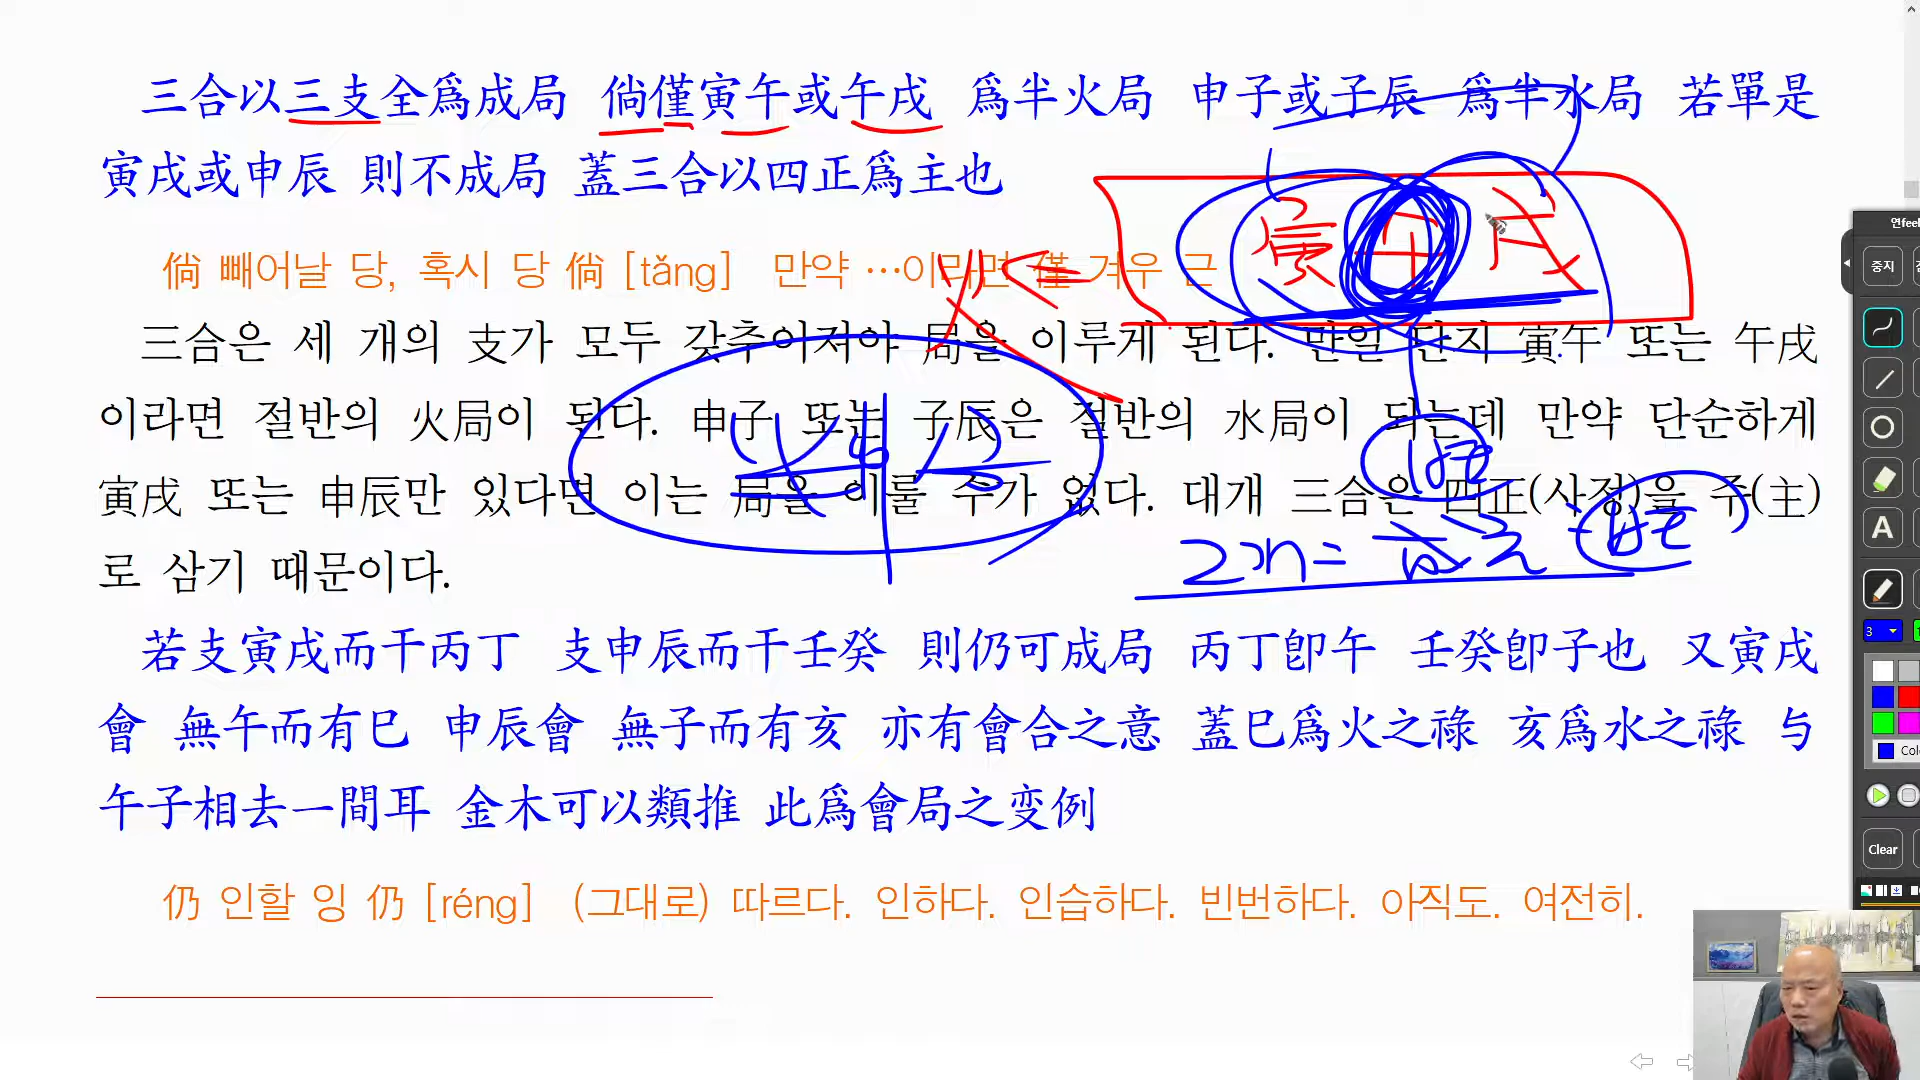 三合以三支全爲成局 倘僅寅午或午戌 爲半火局 申子或子辰 爲半水局 若單是
寅戌或申辰 則不成局 蓋三合以四正爲主也
寅 午 戌
倘 빼어날 당, 혹시 당 倘 [tǎng] 만약 …이라면 僅 겨우 근
火
三合은 세 개의 支가 모두 갖추어져야 局을 이루게 된다. 만일 단지 寅午 또는 午戌
이라면 절반의 火局이 된다. 申子 또는 子辰은 절반의 水局이 되는데 만약 단순하게
寅戌 또는 申辰만 있다면 이는 局을 이룰 수가 없다. 대개 三合은 四正(사정)을 주(主)
로 삼기 때문이다.
若支寅戌而干丙丁 支申辰而干壬癸 則仍可成局 丙丁卽午 壬癸卽子也 又寅戌
會 無午而有巳 申辰會 無子而有亥 亦有會合之意 蓋巳爲火之祿 亥爲水之祿 与
午子相去一間耳 金木可以類推 此爲會局之变例
仍 인할 잉 仍 [réng] (그대로) 따르다. 인하다. 인습하다. 빈번하다. 아직도. 여전히.
연feel
중지
A
3
Col
Clear